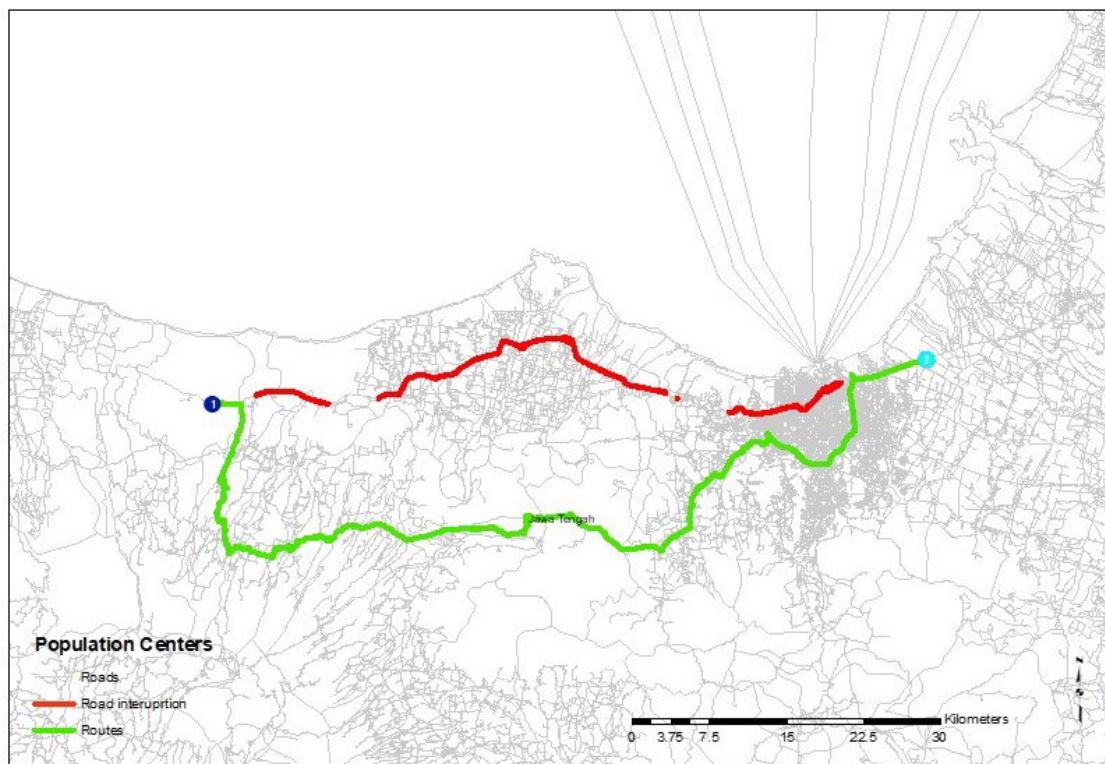 1
2
Jawa Tengah
Population Centers
Roads
Road interuprtion
Routes
Kilometers
0 3.75 7.5 15 22.5 30